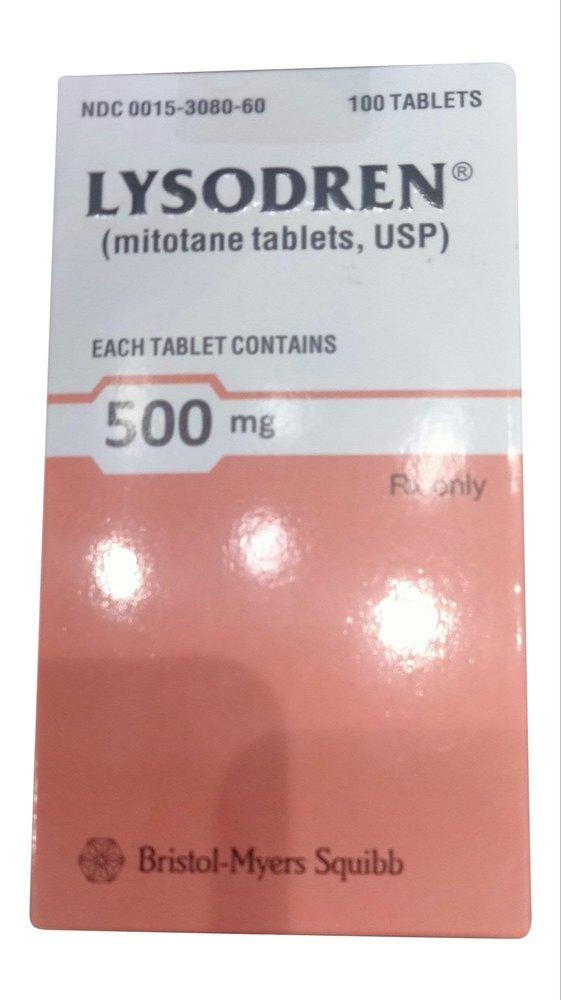 NDC 0015-3080-60 100 TABLETS
LYSODREN®
(mitotane tablets, USP)
EACH TABLET CONTAINS
500 mg
Rx only
Bristol-Myers Squibb